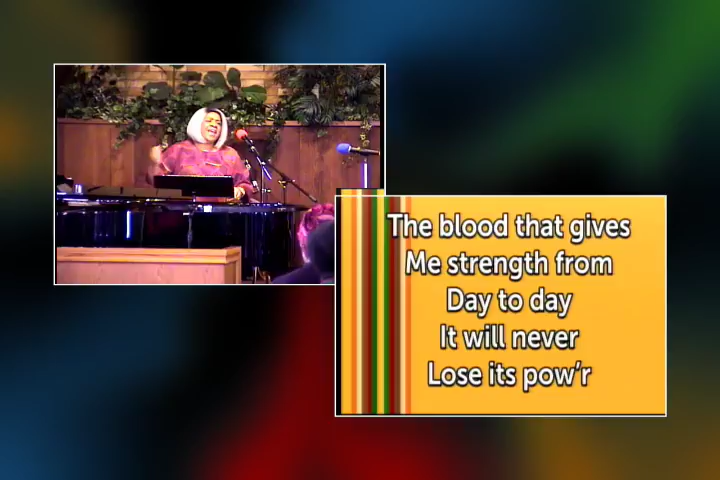 The blood that gives
Me strength from
Day to day
It will never
Lose its pow'r